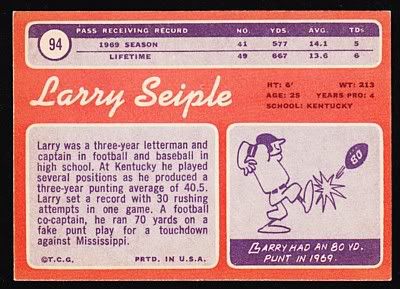 94
PASS RECEIVING RECORD NO. YDS. AVG. TDs
1969 SEASON 41 577 14.1 5
LIFETIME 49 667 13.6 6
Larry Seiple
HT: 6' WT: 213
AGE: 25 YEARS PRO: 4
SCHOOL: KENTUCKY
Larry was a three-year letterman and
captain in football and baseball in
high school. At Kentucky he played
several positions as he produced a
three-year punting average of 40.5.
Larry set a record with 30 rushing
attempts in one game. A football
co-captain, he ran 70 yards on a
fake punt play for a touchdown
against Mississippi.
©T.C.G. PRTD. IN U.S.A.
80
LARRY HAD AN 80 YD.
PUNT IN 1969.